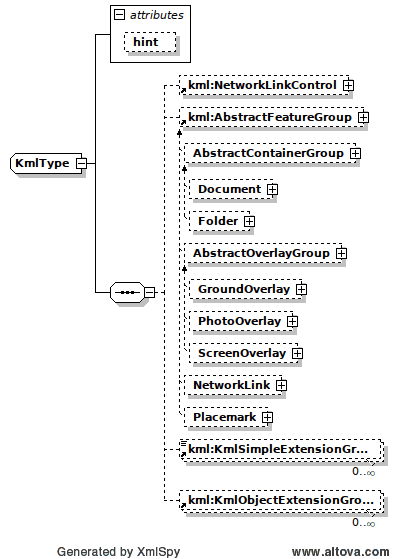 attributes
hint
kml:NetworkLinkControl
kml:AbstractFeatureGroup
AbstractContainerGroup
KmlType
Document
Folder
AbstractOverlayGroup
GroundOverlay
PhotoOverlay
ScreenOverlay
NetworkLink
Placemark
kml:KmlSimpleExtensionGr...
0..∞
kml:KmlObjectExtensionGro...
0..∞
Generated by XmlSpy www.altova.com